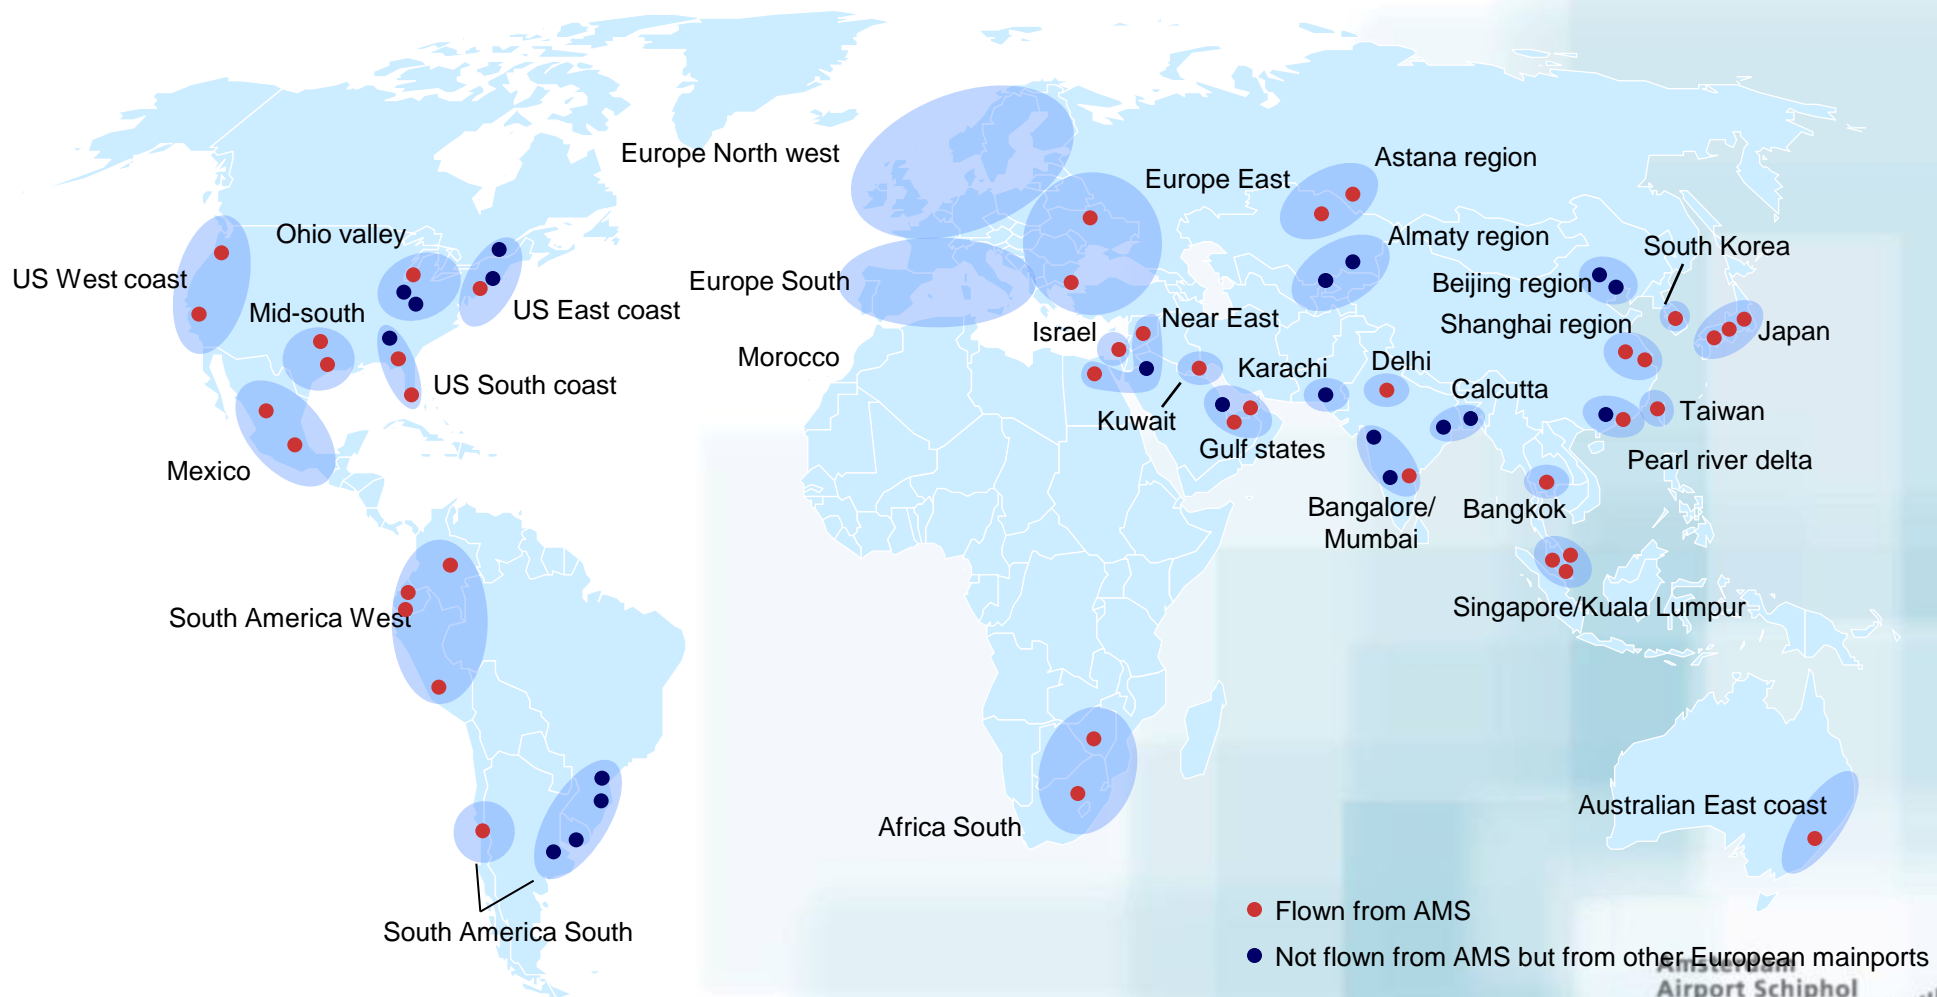 Europe North west
Astana region
Europe East
Ohio valley
Almaty region
South Korea
US West coast
Europe South
Beijing region
US East coast
Mid-south
Near East
Shanghai region
Israel
Japan
Morocco
Karachi
Delhi
US South coast
Calcutta
Kuwait
Taiwan
Gulf states
Mexico
Pearl river delta
Bangalore/
Mumbai
Bangkok
South America West
Singapore/Kuala Lumpur
Australian East coast
Africa South
South America South
Flown from AMS
Not flown from AMS but from other European mainports
Amsterdam
Airport Schiphol